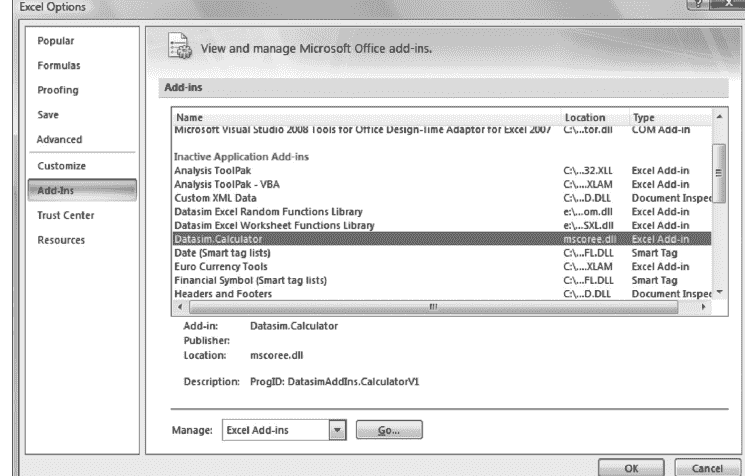 Excel Options
? x
Popular
Formulas
Proofing
Save
Advanced
Customize
Add-Ins
Trust Center
Resources
View and manage Microsoft Office add-ins.
Add-ins
Name Location Type
Microsoft Visual Studio 2008 Tools for Office Design-Time Adaptor for Excel 2007 C:\...tor.dll COM Add-in
Inactive Application Add-ins
Analysis ToolPak C:\...32.XLL Excel Add-in
Analysis ToolPak - VBA C:\...XLAM Excel Add-in
Custom XML Data C:\...D.DLL Document Inspec
Datasim Excel Random Functions Library e:\...om.dll Excel Add-in
Datasim Excel Worksheet Functions Library e:\...SXL.dll Excel Add-in
Datasim.Calculator mscoree.dll Excel Add-in
Date (Smart tag lists) C:\...FL.DLL Smart Tag
Euro Currency Tools C:\...XLAM Excel Add-in
Financial Symbol (Smart tag lists) C:\...FL.DLL Smart Tag
Headers and Footers C:\...D.DLL Document Inspec
Add-in: Datasim.Calculator
Publisher:
Location: mscoree.dll
Description: ProgID: DatasimAddIns.CalculatorV1
Manage: Excel Add-ins Go...
OK Cancel